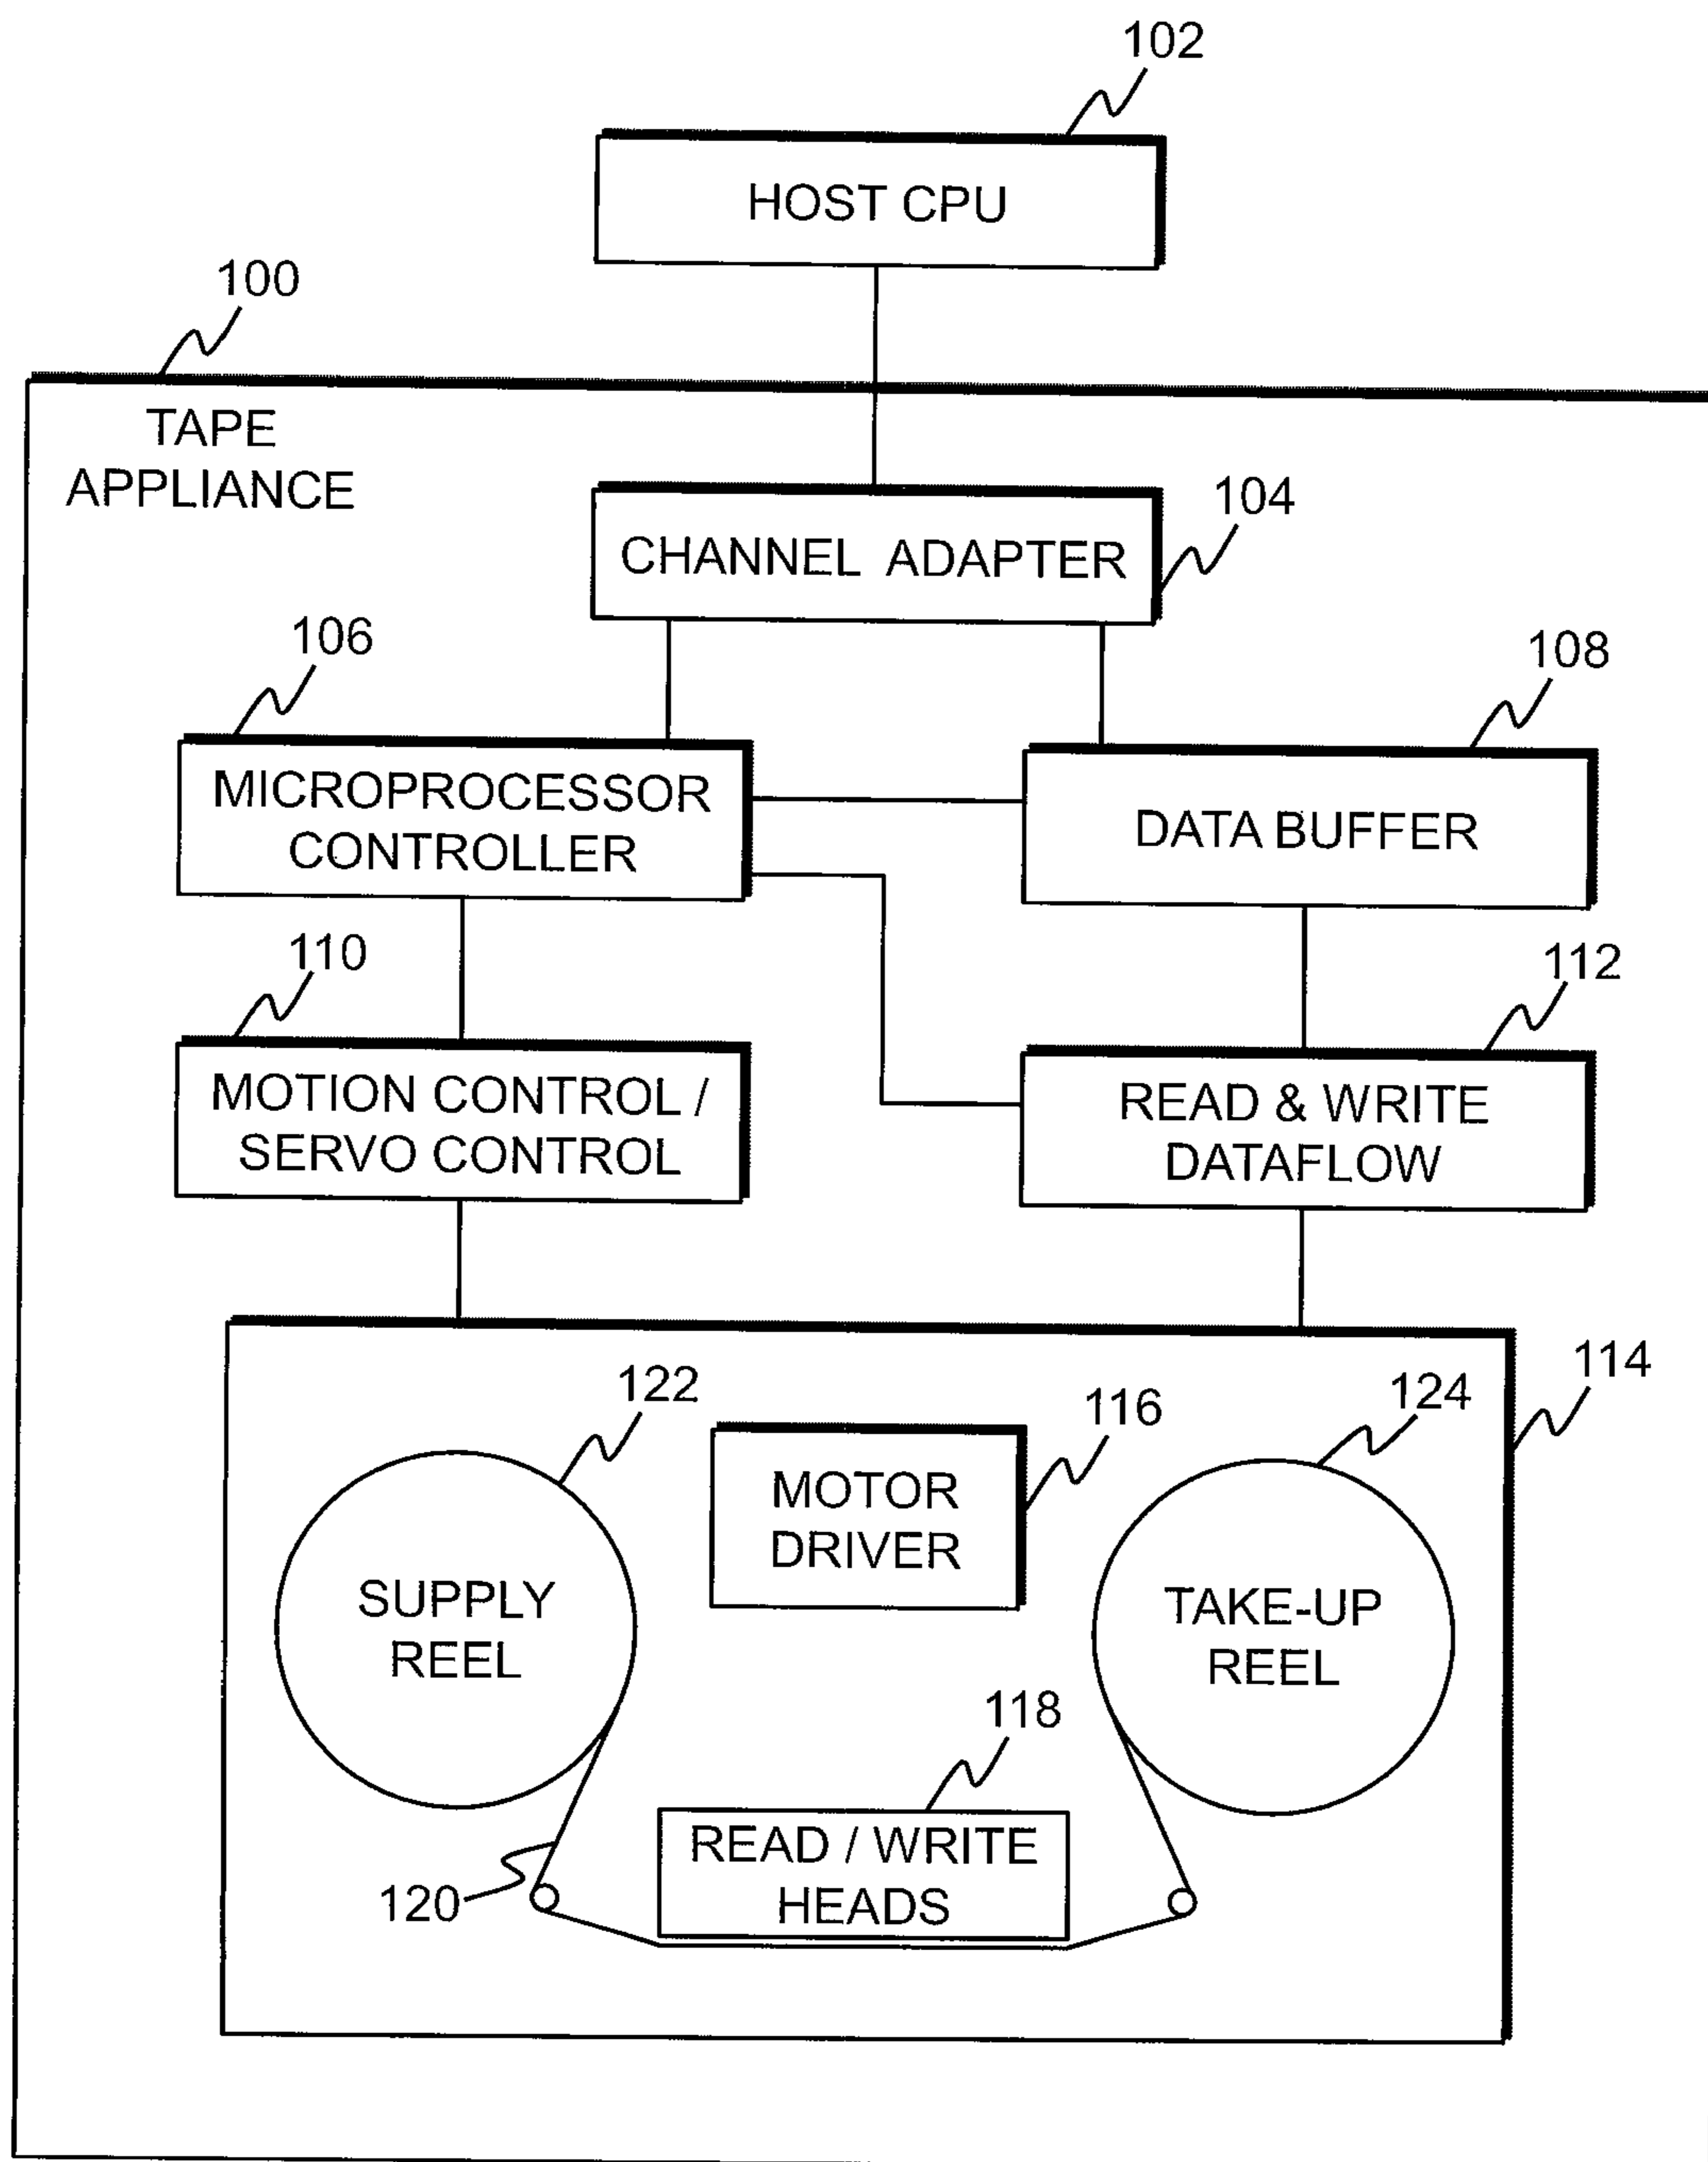 102
HOST CPU
100
TAPE
APPLIANCE
104
CHANNEL ADAPTER
106
108
MICROPROCESSOR
CONTROLLER
DATA BUFFER
110
112
MOTION CONTROL /
SERVO CONTROL
READ & WRITE
DATAFLOW
114
122
116
124
MOTOR
DRIVER
SUPPLY
REEL
TAKE-UP
REEL
118
READ / WRITE
HEADS
120